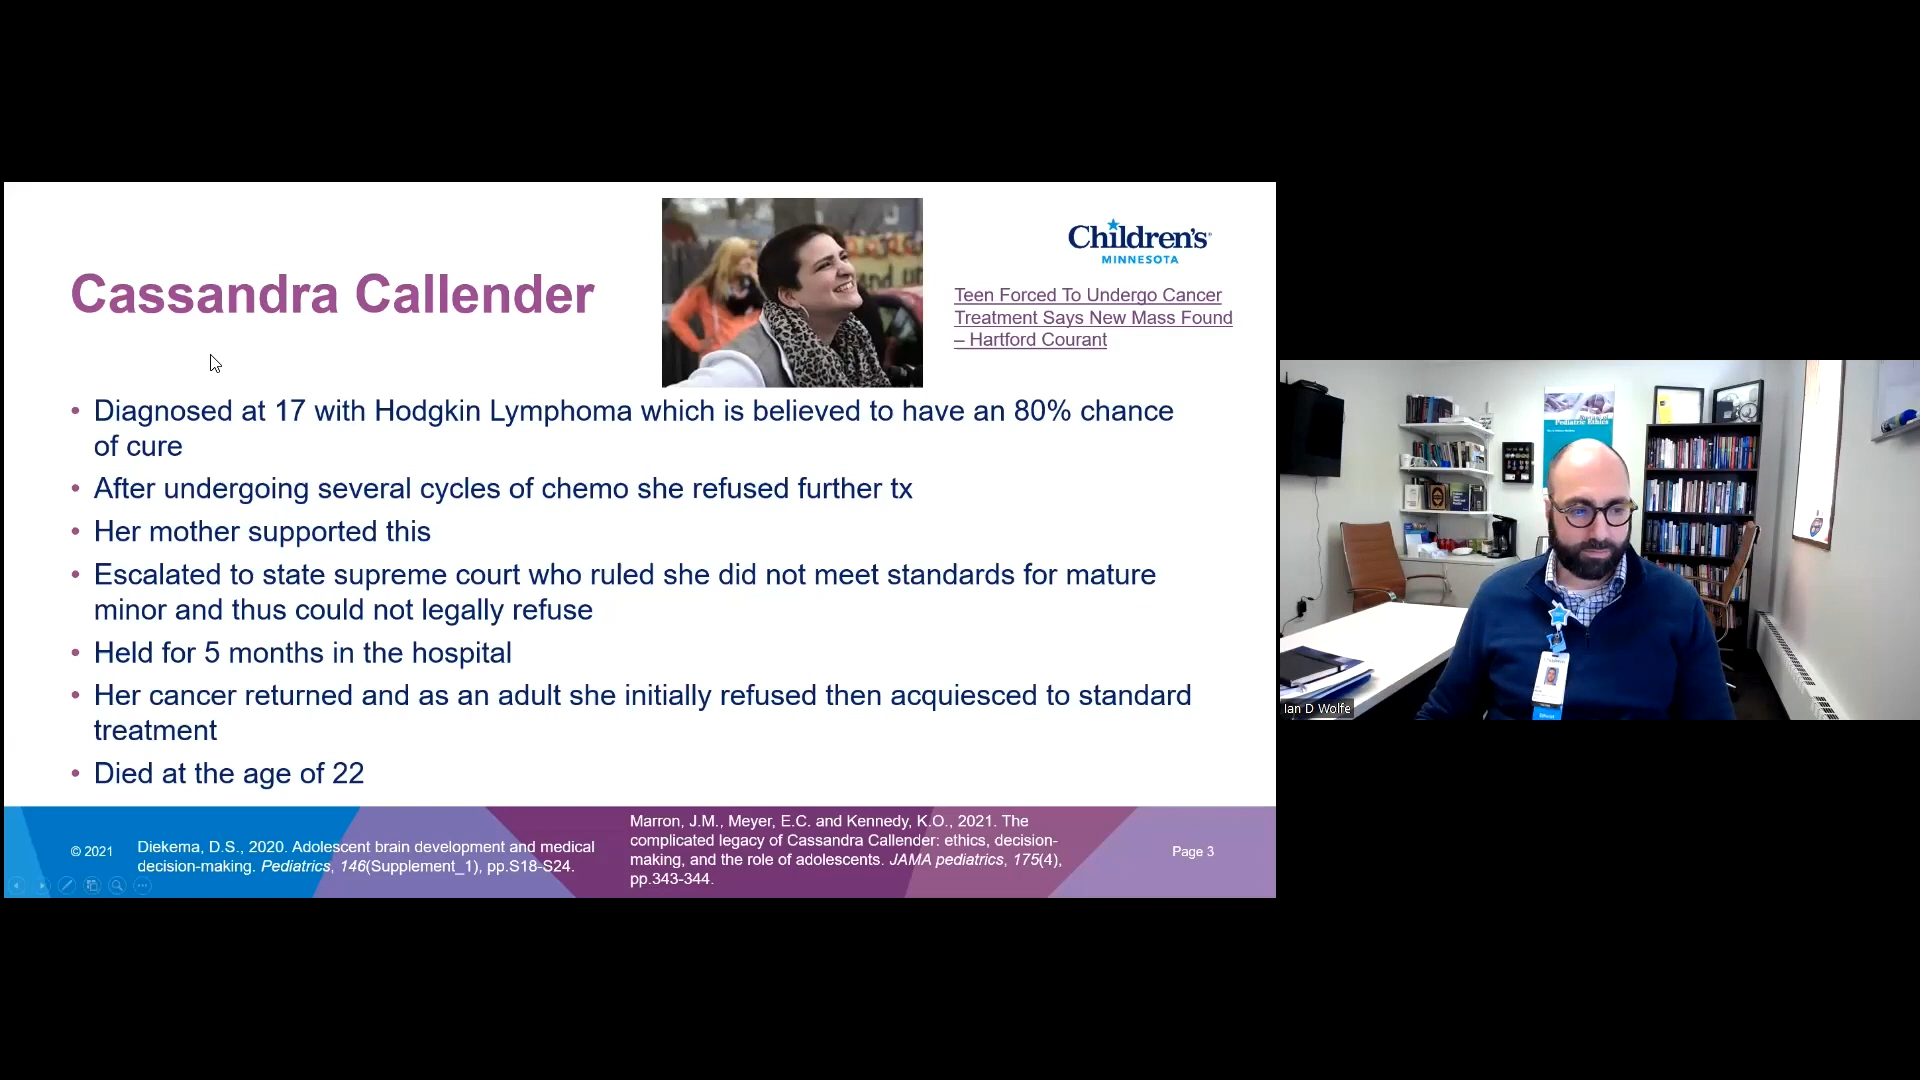 Children's
MINNESOTA
Cassandra Callender
Teen Forced To Undergo Cancer
Treatment Says New Mass Found
– Hartford Courant
• Diagnosed at 17 with Hodgkin Lymphoma which is believed to have an 80% chance
of cure
• After undergoing several cycles of chemo she refused further tx
• Her mother supported this
• Escalated to state supreme court who ruled she did not meet standards for mature
minor and thus could not legally refuse
• Held for 5 months in the hospital
• Her cancer returned and as an adult she initially refused then acquiesced to standard
treatment
• Died at the age of 22
© 2021
Diekema, D.S., 2020. Adolescent brain development and medical
decision-making. Pediatrics, 146(Supplement_1), pp.S18-S24.
Marron, J.M., Meyer, E.C. and Kennedy, K.O., 2021. The
complicated legacy of Cassandra Callender: ethics, decision-
making, and the role of adolescents. JAMA pediatrics, 175(4),
pp.343-344.
Page 3
Pediatric Ethics
Ian D Wolfe